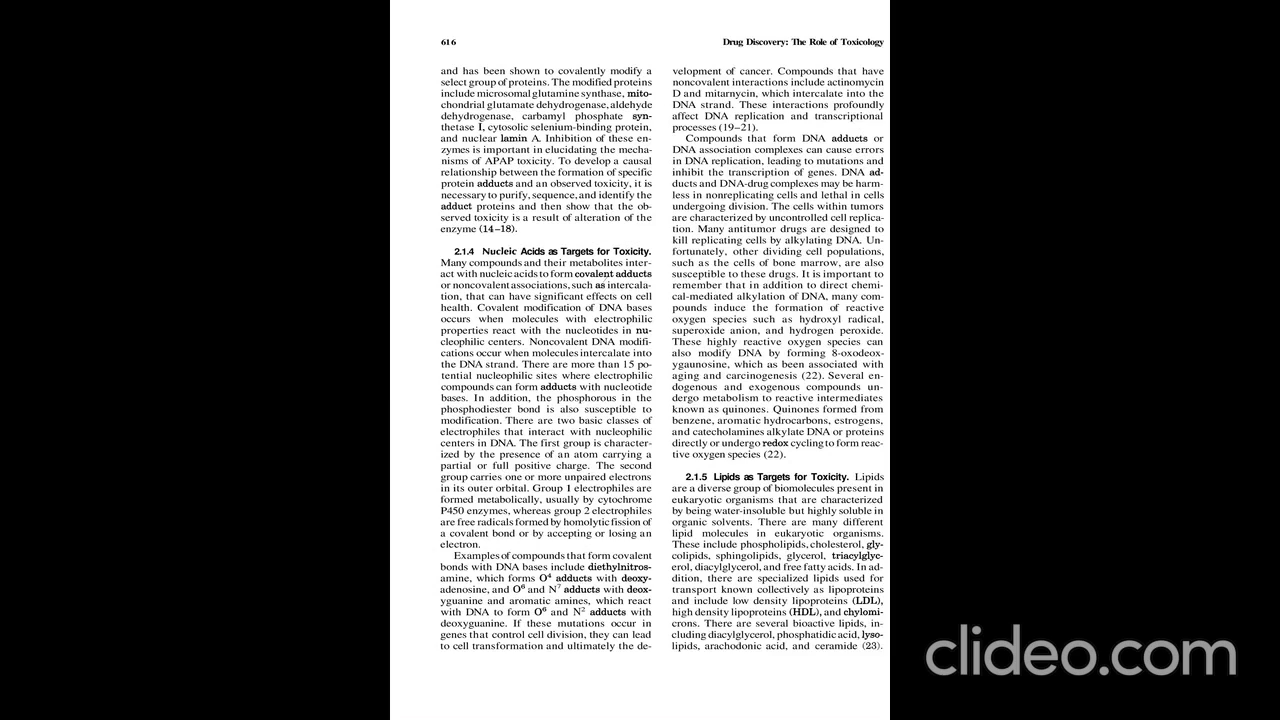 616
Drug Discovery: The Role of Toxicology
and has been shown to covalently modify a
select group of proteins. The modified proteins
include microsomal glutamine synthase, mito-
chondrial glutamate dehydrogenase, aldehyde
dehydrogenase, carbamyl phosphate syn-
thetase I, cytosolic selenium-binding protein,
and nuclear lamin A. Inhibition of these en-
zymes is important in elucidating the mecha-
nisms of APAP toxicity. To develop a causal
relationship between the formation of specific
protein adducts and an observed toxicity, it is
necessary to purify, sequence, and identify the
adduct proteins and then show that the ob-
served toxicity is a result of alteration of the
enzyme (14–18).
2.1.4 Nucleic Acids as Targets for Toxicity.
Many compounds and their metabolites inter-
act with nucleic acids to form covalent adducts
or noncovalent associations, such as intercala-
tion, that can have significant effects on cell
health. Covalent modification of DNA bases
occurs when molecules with electrophilic
properties react with the nucleotides in nu-
cleophilic centers. Noncovalent DNA modifi-
cations occur when molecules intercalate into
the DNA strand. There are more than 15 po-
tential nucleophilic sites where electrophilic
compounds can form adducts with nucleotide
bases. In addition, the phosphorous in the
phosphodiester bond is also susceptible to
modification. There are two basic classes of
electrophiles that interact with nucleophilic
centers in DNA. The first group is character-
ized by the presence of an atom carrying a
partial or full positive charge. The second
group carries one or more unpaired electrons
in its outer orbital. Group 1 electrophiles are
formed metabolically, usually by cytochrome
P450 enzymes, whereas group 2 electrophiles
are free radicals formed by homolytic fission of
a covalent bond or by accepting or losing an
electron.
Examples of compounds that form covalent
bonds with DNA bases include diethylnitros-
amine, which forms O⁴ adducts with deoxy-
adenosine, and O⁶ and N⁷ adducts with deox-
yguanine and aromatic amines, which react
with DNA to form O⁶ and N² adducts with
deoxyguanine. If these mutations occur in
genes that control cell division, they can lead
to cell transformation and ultimately the de-
velopment of cancer. Compounds that have
noncovalent interactions include actinomycin
D and mitarnycin, which intercalate into the
DNA strand. These interactions profoundly
affect DNA replication and transcriptional
processes (19–21).
Compounds that form DNA adducts or
DNA association complexes can cause errors
in DNA replication, leading to mutations and
inhibit the transcription of genes. DNA ad-
ducts and DNA-drug complexes may be harm-
less in nonreplicating cells and lethal in cells
undergoing division. The cells within tumors
are characterized by uncontrolled cell replica-
tion. Many antitumor drugs are designed to
kill replicating cells by alkylating DNA. Un-
fortunately, other dividing cell populations,
such as the cells of bone marrow, are also
susceptible to these drugs. It is important to
remember that in addition to direct chemi-
cal-mediated alkylation of DNA, many com-
pounds induce the formation of reactive
oxygen species such as hydroxyl radical,
superoxide anion, and hydrogen peroxide.
These highly reactive oxygen species can
also modify DNA by forming 8-oxodeox-
ygaunosine, which as been associated with
aging and carcinogenesis (22). Several en-
dogenous and exogenous compounds un-
dergo metabolism to reactive intermediates
known as quinones. Quinones formed from
benzene, aromatic hydrocarbons, estrogens,
and catecholamines alkylate DNA or proteins
directly or undergo redox cycling to form reac-
tive oxygen species (22).
2.1.5 Lipids as Targets for Toxicity. Lipids
are a diverse group of biomolecules present in
eukaryotic organisms that are characterized
by being water-insoluble but highly soluble in
organic solvents. There are many different
lipid molecules in eukaryotic organisms.
These include phospholipids, cholesterol, gly-
colipids, sphingolipids, glycerol, triacylglyc-
erol, diacylglycerol, and free fatty acids. In ad-
dition, there are specialized lipids used for
transport known collectively as lipoproteins
and include low density lipoproteins (LDL),
high density lipoproteins (HDL), and chylomi-
crons. There are several bioactive lipids, in-
cluding diacylglycerol, phosphatidic acid, lyso-
lipids, arachodonic acid, and ceramide (23).
clideo.com